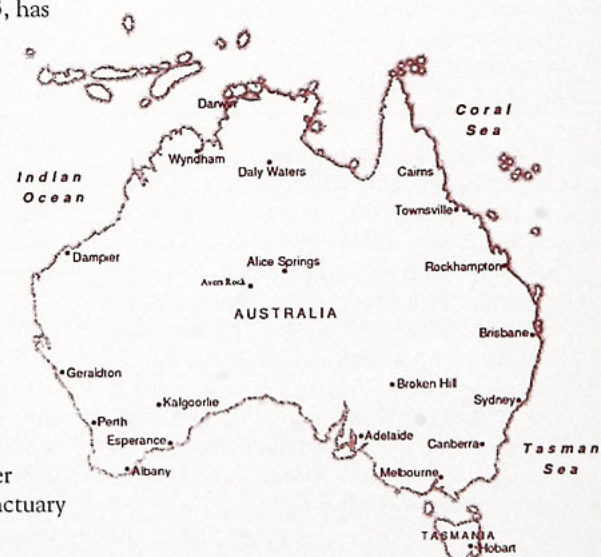 , has
Coral
Sea
Darwin
Wyndham
Daly Waters
Indian
Ocean
Cairns
Townsville
Dampier
Alice Springs
Ayers Rock
Rockhampton
AUSTRALIA
Brisbane
Geraldton
Broken Hill
Kalgoorlie
Sydney
Perth
Esperance
Adelaide
Canberra
Tasman
Sea
Albany
Melbourne
er
nctuary
TASMANIA
Hobart